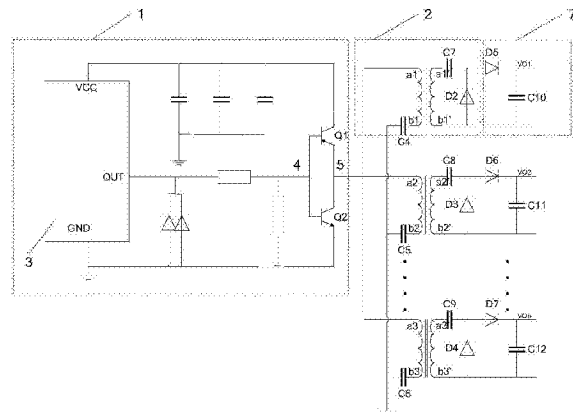 1
2
7
VCC
OUT
GND
3
4
5
Q1
Q2
C7
a1
a1'
D2
b1
b1'
C4
D5
VO1
C10
C8
D6
VO2
a2
a2'
D3
b2
b2'
C5
C11
C9
D7
a3
a3'
D4
b3
b3'
C6
C12